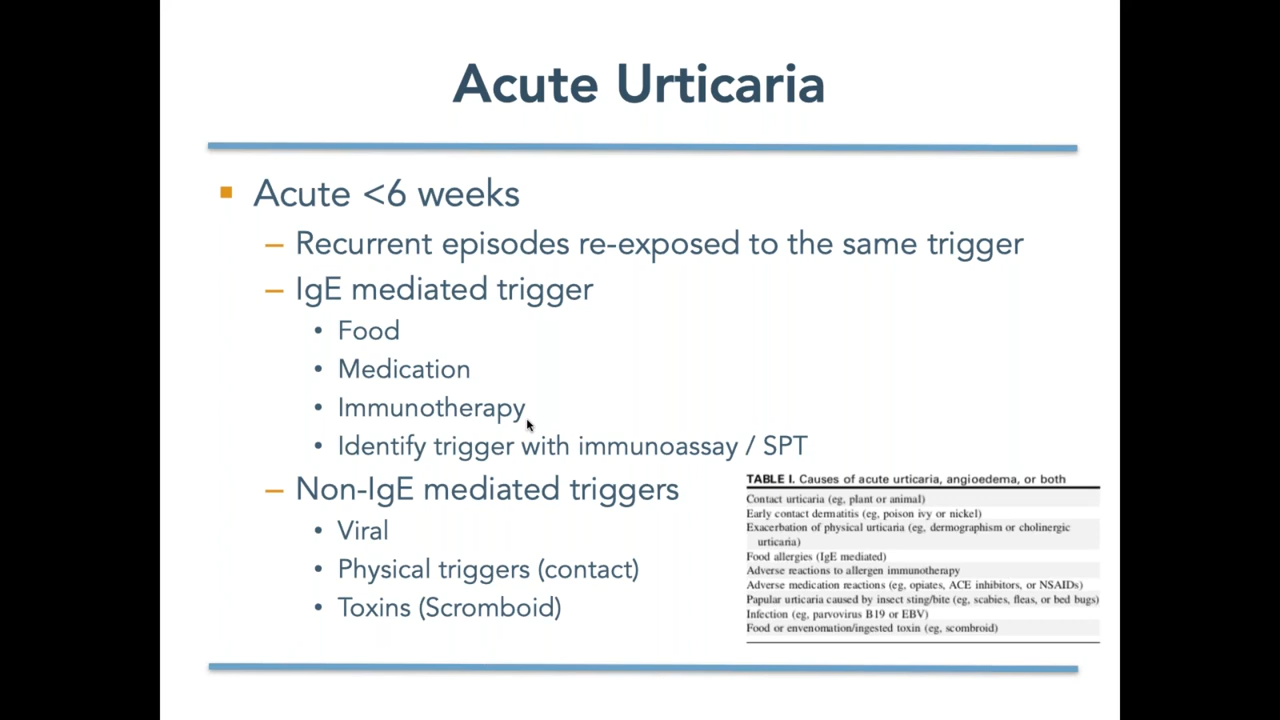 Acute Urticaria
Acute <6 weeks
– Recurrent episodes re-exposed to the same trigger
– IgE mediated trigger
• Food
• Medication
• Immunotherapy
• Identify trigger with immunoassay / SPT
– Non-IgE mediated triggers
• Viral
• Physical triggers (contact)
• Toxins (Scromboid)
TABLE I. Causes of acute urticaria, angioedema, or both
Contact urticaria (eg, plant or animal)
Early contact dermatitis (eg, poison ivy or nickel)
Exacerbation of physical urticaria (eg, dermographism or cholinergic
urticaria)
Food allergies (IgE mediated)
Adverse reactions to allergen immunotherapy
Adverse medication reactions (eg, opiates, ACE inhibitors, or NSAIDs)
Papular urticaria caused by insect sting/bite (eg, scabies, fleas, or bed bugs)
Infection (eg, parvovirus B19 or EBV)
Food or envenomation/ingested toxin (eg, scombroid)